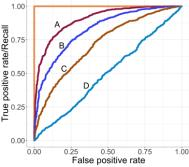 True positive rate/Recall
1.00
0.75
0.50
0.25
0.00
A
B
C
D
0.00 0.25 0.50 0.75 1.00
False positive rate